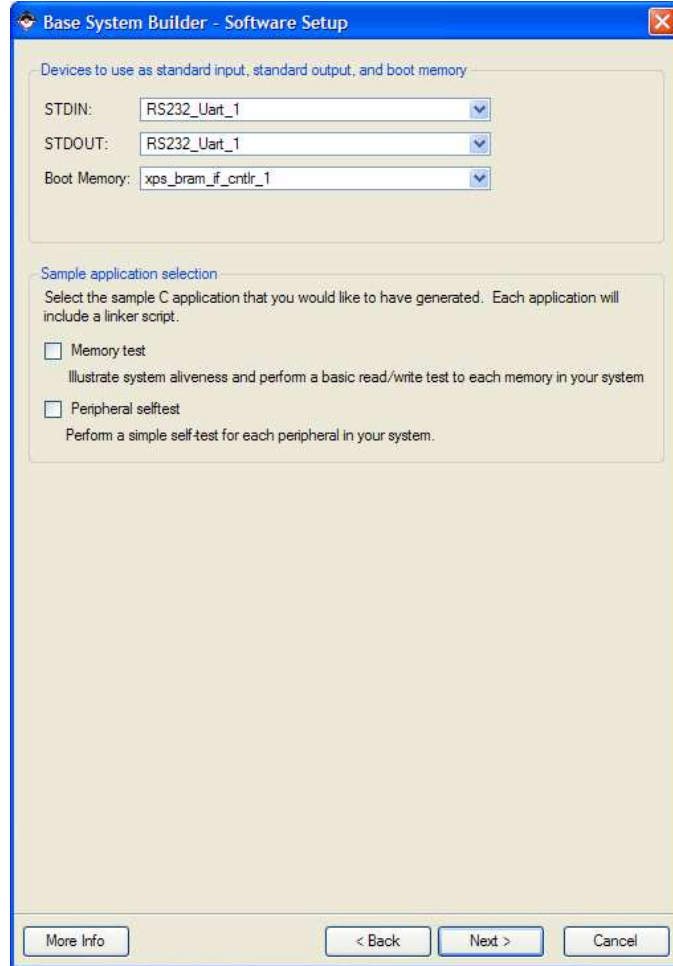 Base System Builder - Software Setup
Devices to use as standard input, standard output, and boot memory
STDIN: RS232_Uart_1
STDOUT: RS232_Uart_1
Boot Memory: xps_bram_if_cntlr_1
Sample application selection
Select the sample C application that you would like to have generated. Each application will
include a linker script.
Memory test
Illustrate system aliveness and perform a basic read/write test to each memory in your system
Peripheral selftest
Perform a simple self-test for each peripheral in your system.
More Info < Back Next > Cancel